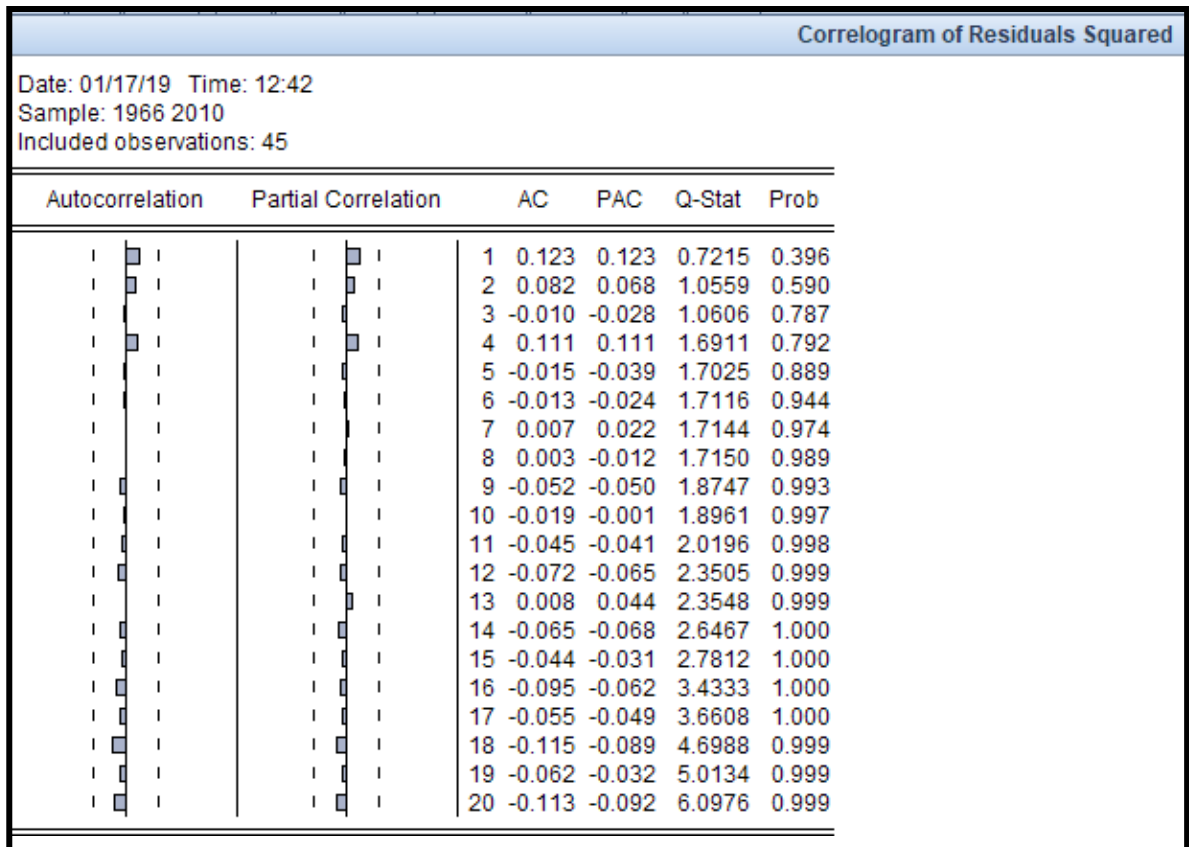 Correlogram of Residuals Squared
Date: 01/17/19 Time: 12:42
Sample: 1966 2010
Included observations: 45
Autocorrelation Partial Correlation AC PAC Q-Stat Prob
1 0.123 0.123 0.7215 0.396
2 0.082 0.068 1.0559 0.590
3 -0.010 -0.028 1.0606 0.787
4 0.111 0.111 1.6911 0.792
5 -0.015 -0.039 1.7025 0.889
6 -0.013 -0.024 1.7116 0.944
7 0.007 0.022 1.7144 0.974
8 0.003 -0.012 1.7150 0.989
9 -0.052 -0.050 1.8747 0.993
10 -0.019 -0.001 1.8961 0.997
11 -0.045 -0.041 2.0196 0.998
12 -0.072 -0.065 2.3505 0.999
13 0.008 0.044 2.3548 0.999
14 -0.065 -0.068 2.6467 1.000
15 -0.044 -0.031 2.7812 1.000
16 -0.095 -0.062 3.4333 1.000
17 -0.055 -0.049 3.6608 1.000
18 -0.115 -0.089 4.6988 0.999
19 -0.062 -0.032 5.0134 0.999
20 -0.113 -0.092 6.0976 0.999